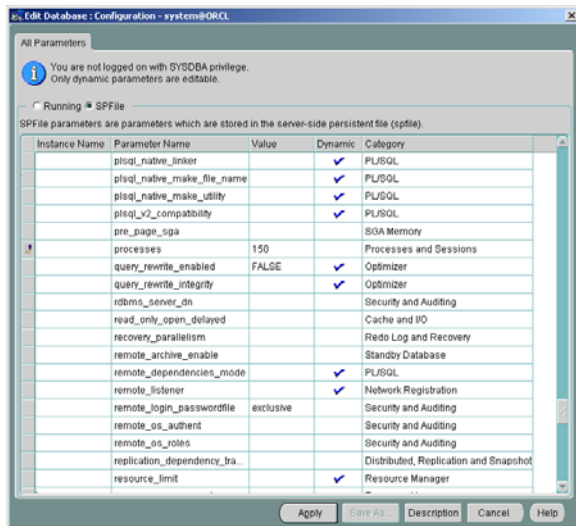 Edit Database : Configuration - system@ORCL
All Parameters
You are not logged on with SYSDBA privilege.
Only dynamic parameters are editable.
Running SPFile
SPFile parameters are parameters which are stored in the server-side persistent file (spfile).
Instance Name Parameter Name Value Dynamic Category
plsql_native_linker PL/SQL
plsql_native_make_file_name PL/SQL
plsql_native_make_utility PL/SQL
plsql_v2_compatibility PL/SQL
pre_page_sga SGA Memory
processes 150 Processes and Sessions
query_rewrite_enabled FALSE Optimizer
query_rewrite_integrity Optimizer
rdbms_server_dn Security and Auditing
read_only_open_delayed Cache and I/O
recovery_parallelism Redo Log and Recovery
remote_archive_enable Standby Database
remote_dependencies_mode PL/SQL
remote_listener Network Registration
remote_login_passwordfile exclusive Security and Auditing
remote_os_authent Security and Auditing
remote_os_roles Security and Auditing
replication_dependency_tra... Distributed, Replication and Snapshot
resource_limit Resource Manager
Apply Save As... Description Cancel Help